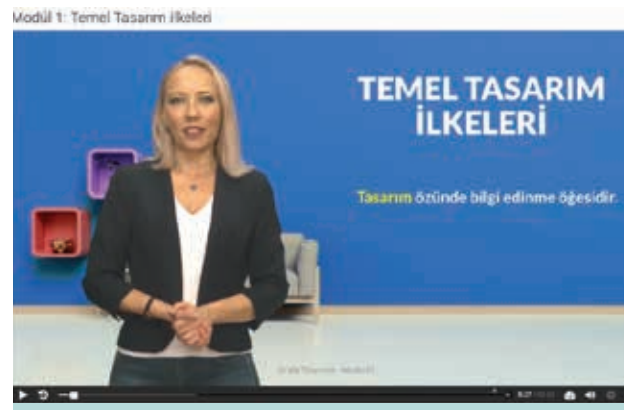 Modül 1: Temel Tasarım İlkeleri
TEMEL TASARIM
İLKELERİ
Tasarım özünde bilgi edinme öğesidir.